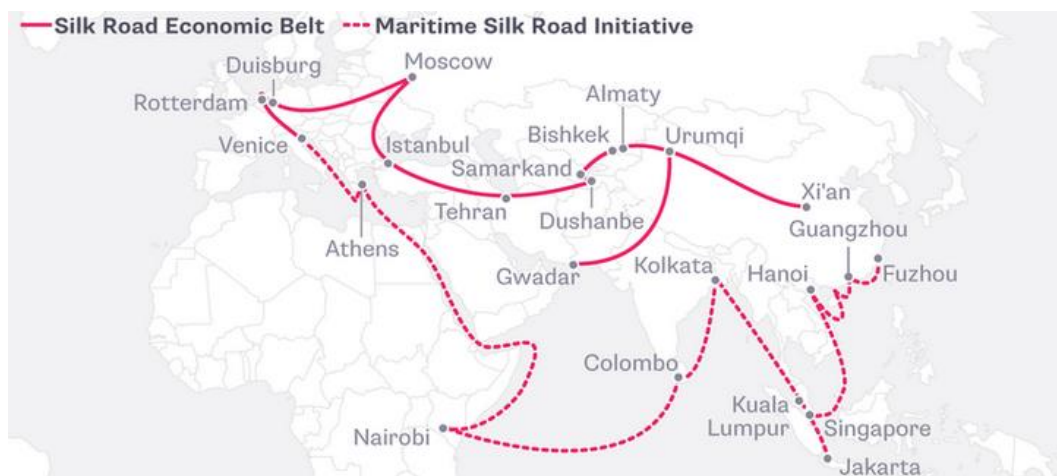 Silk Road Economic Belt
Maritime Silk Road Initiative
Duisburg
Moscow
Rotterdam
Almaty
Venice
Bishkek
Urumqi
Istanbul
Samarkand
Xi'an
Tehran
Dushanbe
Guangzhou
Athens
Gwadar
Kolkata
Hanoi
Fuzhou
Colombo
Kuala
Lumpur
Singapore
Nairobi
Jakarta